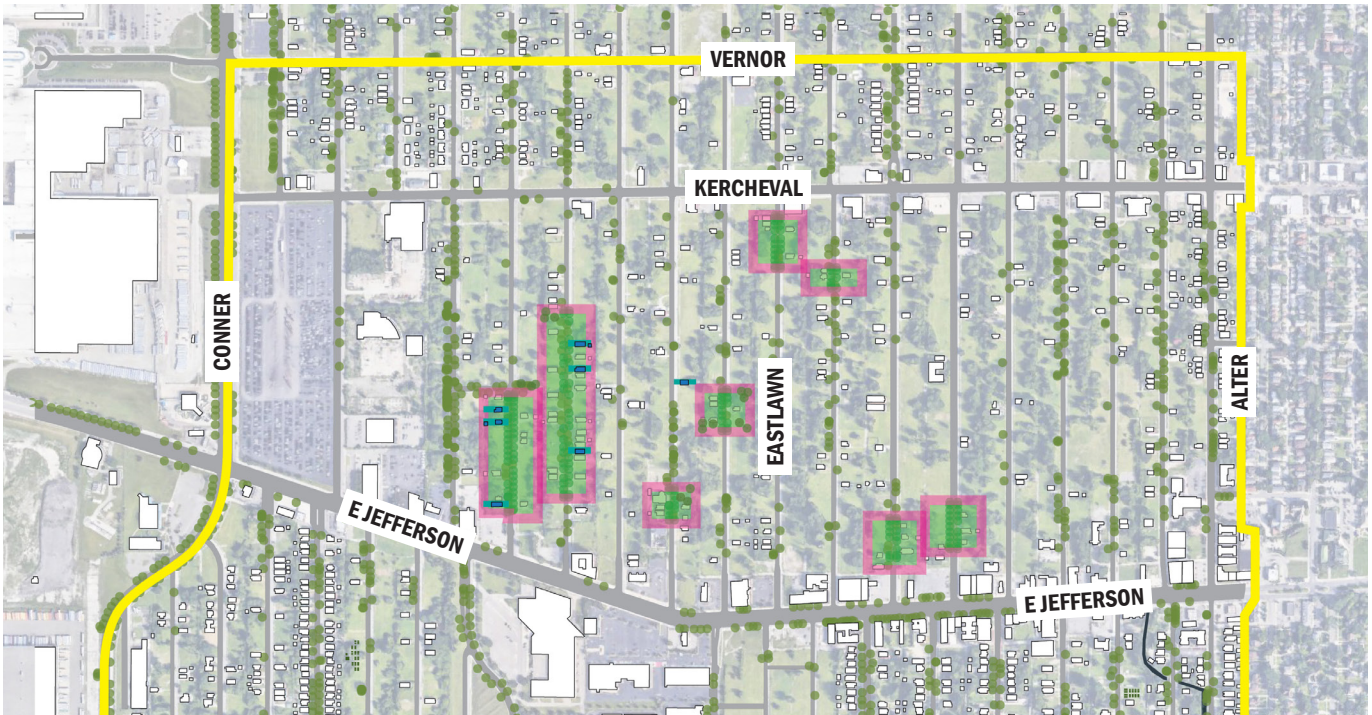 VERNOR
KERCHEVAL
CONNER
EASTLAWN
ALTER
E JEFFERSON
E JEFFERSON